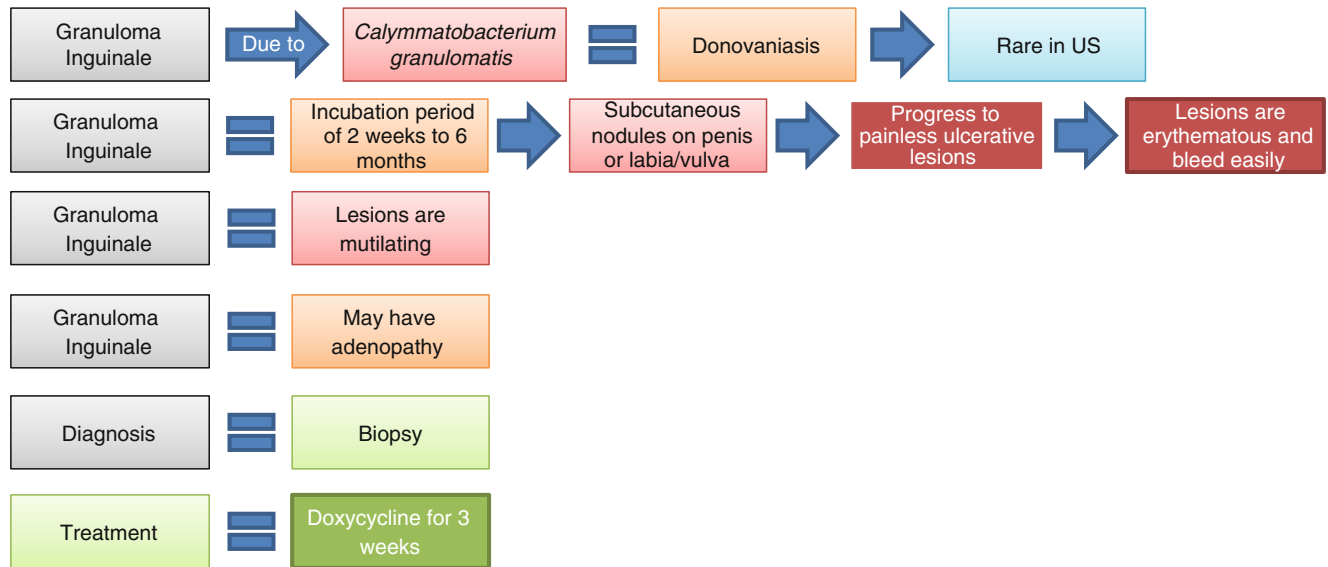 Granuloma
Inguinale
Due to
Calymmatobacterium
granulomatis
Donovaniasis
Rare in US
Granuloma
Inguinale
Incubation period
of 2 weeks to 6
months
Subcutaneous
nodules on penis
or labia/vulva
Progress to
painless ulcerative
lesions
Lesions are
erythematous and
bleed easily
Granuloma
Inguinale
Lesions are
mutilating
Granuloma
Inguinale
May have
adenopathy
Diagnosis
Biopsy
Treatment
Doxycycline for 3
weeks